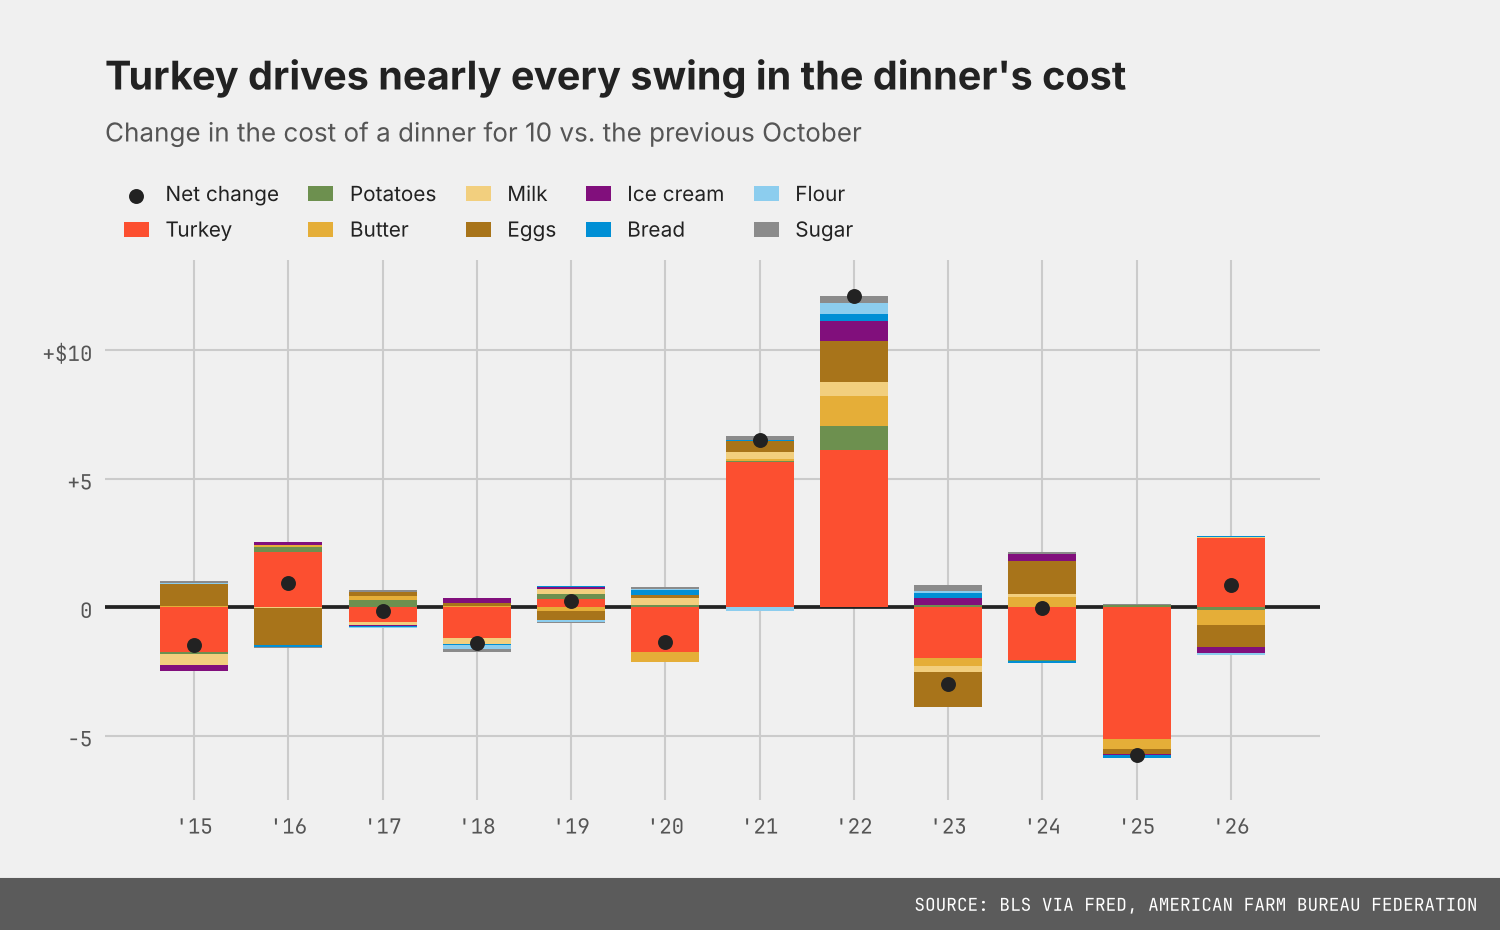 Turkey drives nearly every swing in the dinner's cost
Change in the cost of a dinner for 10 vs. the previous October
Net change Potatoes Milk Ice cream Flour
Turkey Butter Eggs Bread Sugar
+$10
+5
0
-5
'15 '16 '17 '18 '19 '20 '21 '22 '23 '24 '25 '26
SOURCE: BLS VIA FRED, AMERICAN FARM BUREAU FEDERATION